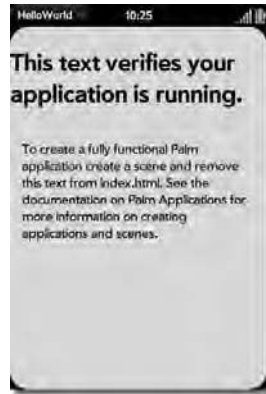 HelloWorld 10:25
This text verifies your
application is running.
To create a fully functional Palm
application create a scene and remove
this text from index.html. See the
documentation on Palm Applications for
more information on creating
applications and scenes.